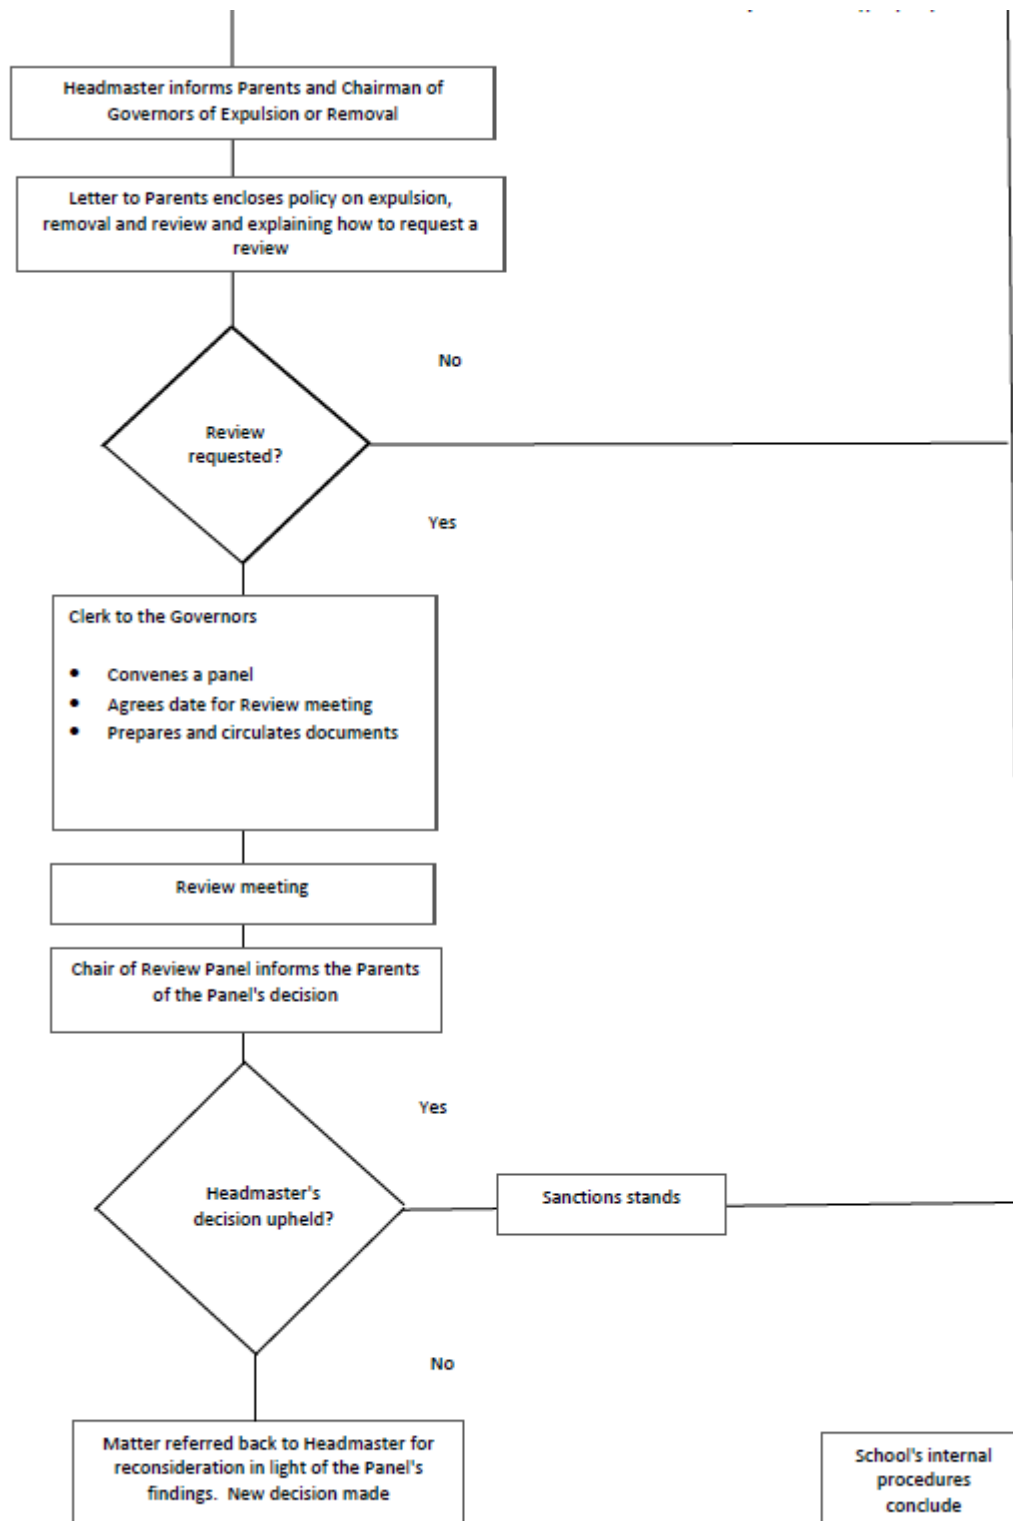 Headmaster informs Parents and Chairman of
Governors of Expulsion or Removal
Letter to Parents encloses policy on expulsion,
removal and review and explaining how to request a
review
No
Review
requested?
Yes
Clerk to the Governors
• Convenes a panel
• Agrees date for Review meeting
• Prepares and circulates documents
Review meeting
Chair of Review Panel informs the Parents
of the Panel's decision
Yes
Headmaster's
decision upheld?
Sanctions stands
No
Matter referred back to Headmaster for
reconsideration in light of the Panel's
findings. New decision made
School's internal
procedures
conclude